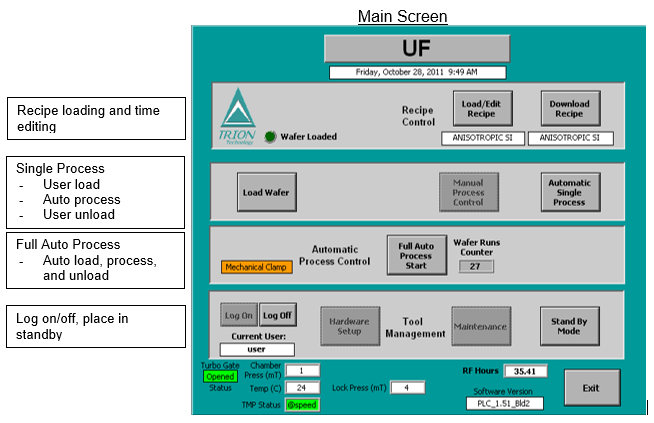 Main Screen
UF
Friday, October 28, 2011 9:49 AM
Recipe loading and time
editing
TRION
Technology
Wafer Loaded
Recipe
Control
Load/Edit
Recipe
ANISOTROPIC SI
Download
Recipe
ANISOTROPIC SI
Single Process
- User load
- Auto process
- User unload
Load Wafer
Manual
Process
Control
Automatic
Single
Process
Full Auto Process
- Auto load, process,
and unload
Mechanical Clamp
Automatic
Process Control
Full Auto
Process
Start
Wafer Runs
Counter
27
Log on/off, place in
standby
Log On
Log Off
Current User:
user
Hardware
Setup
Tool
Management
Maintenance
Stand By
Mode
Turbo Gate
Opened
Status
Chamber
Press (mT)
1
Temp (C)
24
TMP Status
@speed
Lock Press (mT)
4
RF Hours
35.41
Software Version
PLC_1.51_Bld2
Exit